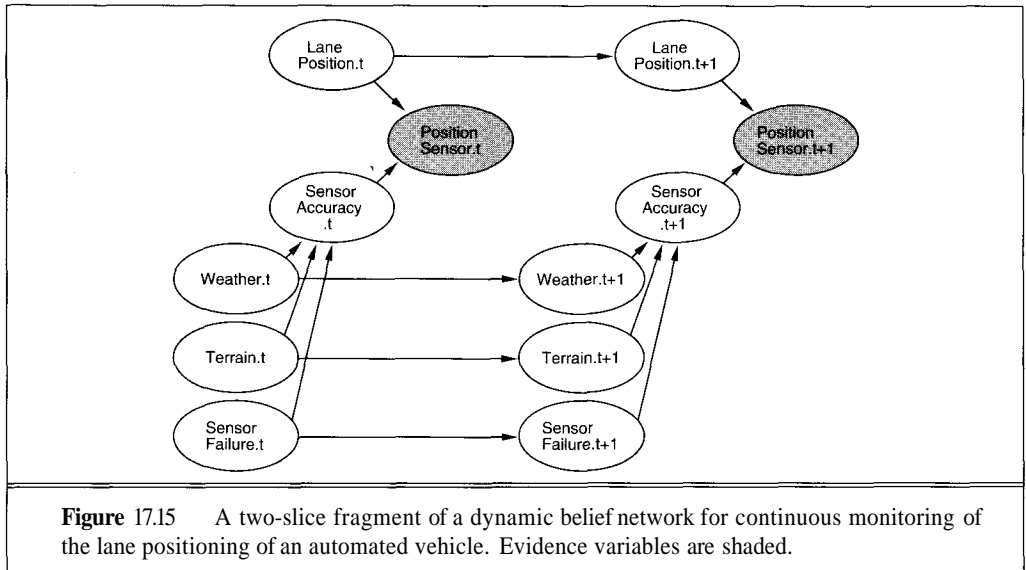 Lane
Position.t
Lane
Position.t+1
Position
Sensor.t
Position
Sensor.t+1
Sensor
Accuracy
.t
Sensor
Accuracy
.t+1
Weather.t
Weather.t+1
Terrain.t
Terrain.t+1
Sensor
Failure.t
Sensor
Failure.t+1
Figure 17.15 A two-slice fragment of a dynamic belief network for continuous monitoring of
the lane positioning of an automated vehicle. Evidence variables are shaded.